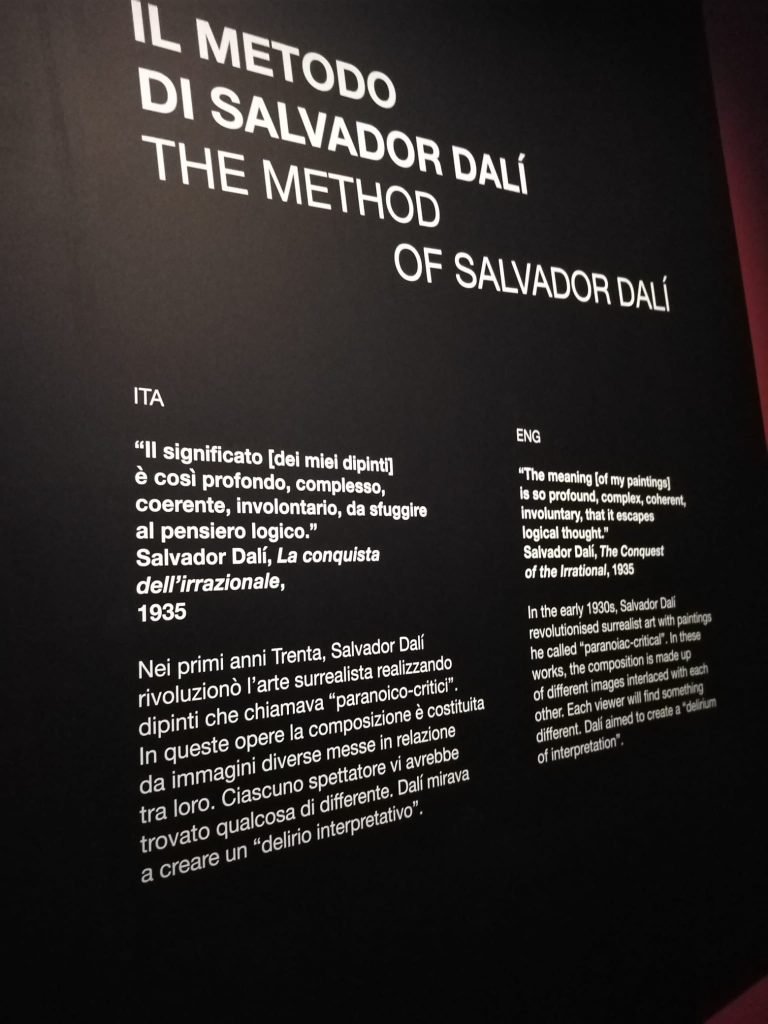 IL METODO
DI SALVADOR DALÍ
THE METHOD
OF SALVADOR DALÍ
ITA
“Il significato [dei miei dipinti]
è così profondo, complesso,
coerente, involontario, da sfuggire
al pensiero logico.”
Salvador Dalí, La conquista
dell’irrazionale,
1935
Nei primi anni Trenta, Salvador Dalí
rivoluzionò l’arte surrealista realizzando
dipinti che chiamava “paranoico-critici”.
In queste opere la composizione è costituita
da immagini diverse messe in relazione
tra loro. Ciascuno spettatore vi avrebbe
trovato qualcosa di differente. Dalí mirava
a creare un “delirio interpretativo”.
ENG
“The meaning [of my paintings]
is so profound, complex, coherent,
involuntary, that it escapes
logical thought.”
Salvador Dalí, The Conquest
of the Irrational, 1935
In the early 1930s, Salvador Dalí
revolutionised surrealist art with paintings
he called “paranoiac-critical”. In these
works, the composition is made up
of different images interlaced with each
other. Each viewer will find something
different. Dalí aimed to create a “delirium
of interpretation”.